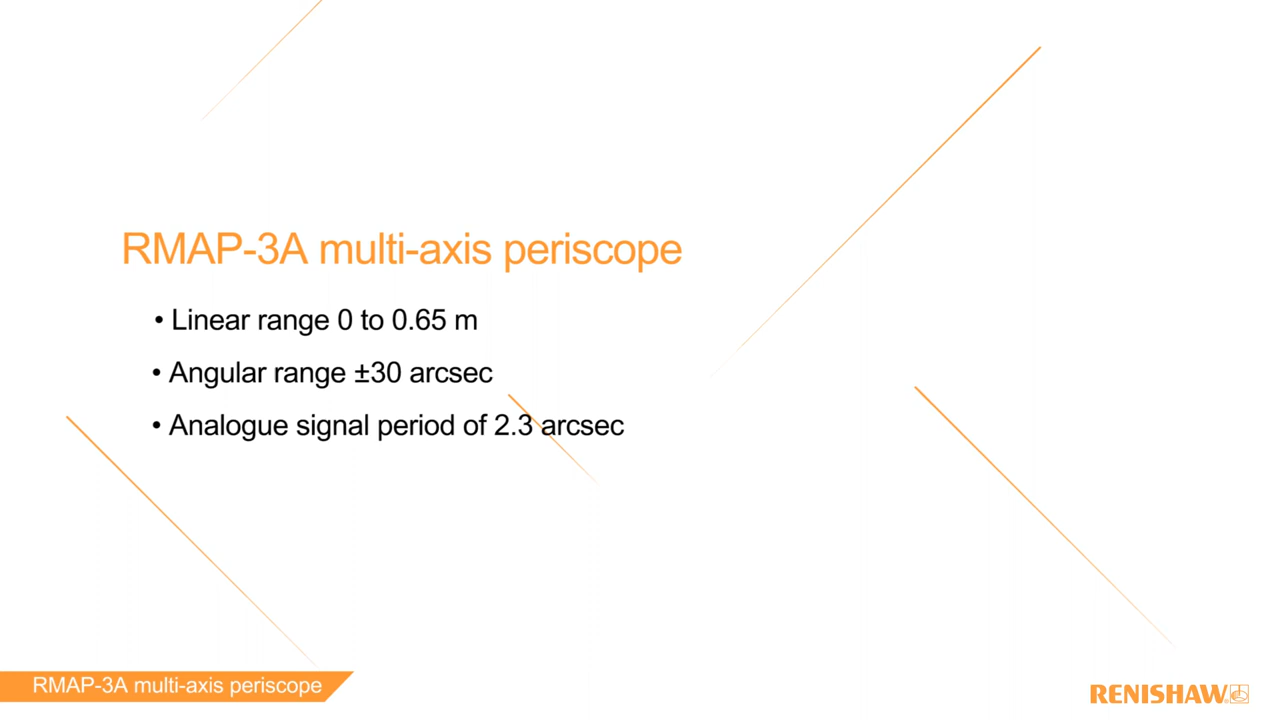 RMAP-3A multi-axis periscope
• Linear range 0 to 0.65 m
• Angular range ±30 arcsec
• Analogue signal period of 2.3 arcsec
RMAP-3A multi-axis periscope
RENISHAW